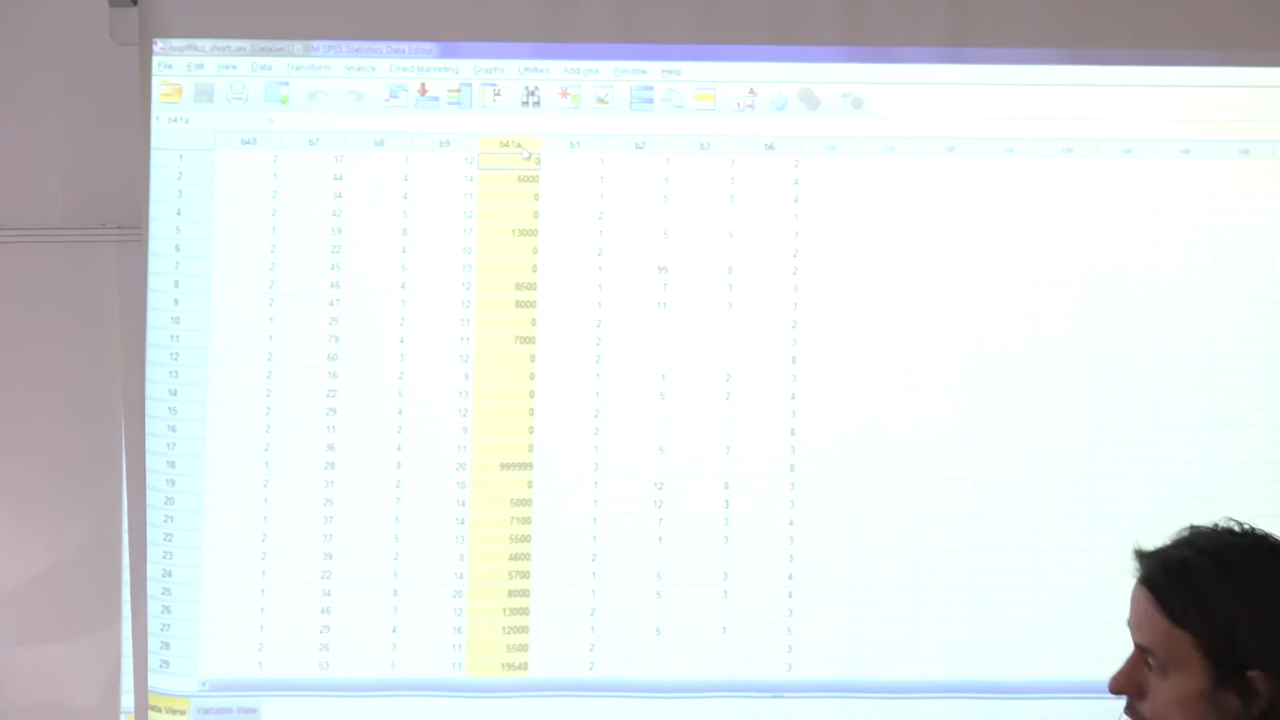 File Edit View Data Transform Analyze Direct Marketing Graphs Utilities Add-ons Window Help
1 b41a 0
b48 b7 b8 b9 b41a b1 b2 b3 b6
1 2 17 3 12 0 1 7 3 2
2 1 44 4 14 6000 1 5 3 4
3 2 34 4 11 0 1 5 3 4
4 2 42 5 12 0 2 1
5 1 59 8 17 13000 1 5 5 3
6 2 22 4 10 0 2 2
7 2 45 5 13 0 1 99 8 2
8 2 46 4 12 8500 1 7 3 3
9 2 47 3 12 8000 1 11 3 3
10 1 25 2 11 0 2 2
11 1 79 4 11 7000 2 3
12 2 60 3 12 0 2 8
13 2 16 2 9 0 1 1 2 3
14 2 22 5 13 0 1 5 2 4
15 2 29 4 12 0 2 3
16 2 11 2 9 0 2 8
17 2 36 4 11 0 1 5 3 3
18 1 28 8 20 999999 3 8
19 2 31 2 10 0 1 12 8 3
20 1 25 7 14 5000 1 12 3 3
21 1 37 5 14 7100 1 7 3 4
22 2 37 5 13 5500 1 1 3 3
23 2 39 2 8 4600 2 3
24 1 22 5 14 5700 1 5 3 4
25 1 34 8 20 8000 1 5 3 4
26 1 46 3 12 13000 2 3
27 1 29 4 16 12000 1 5 1 5
28 2 26 3 11 5500 2 3
29 1 53 5 13 19548 2 3
View Variable View